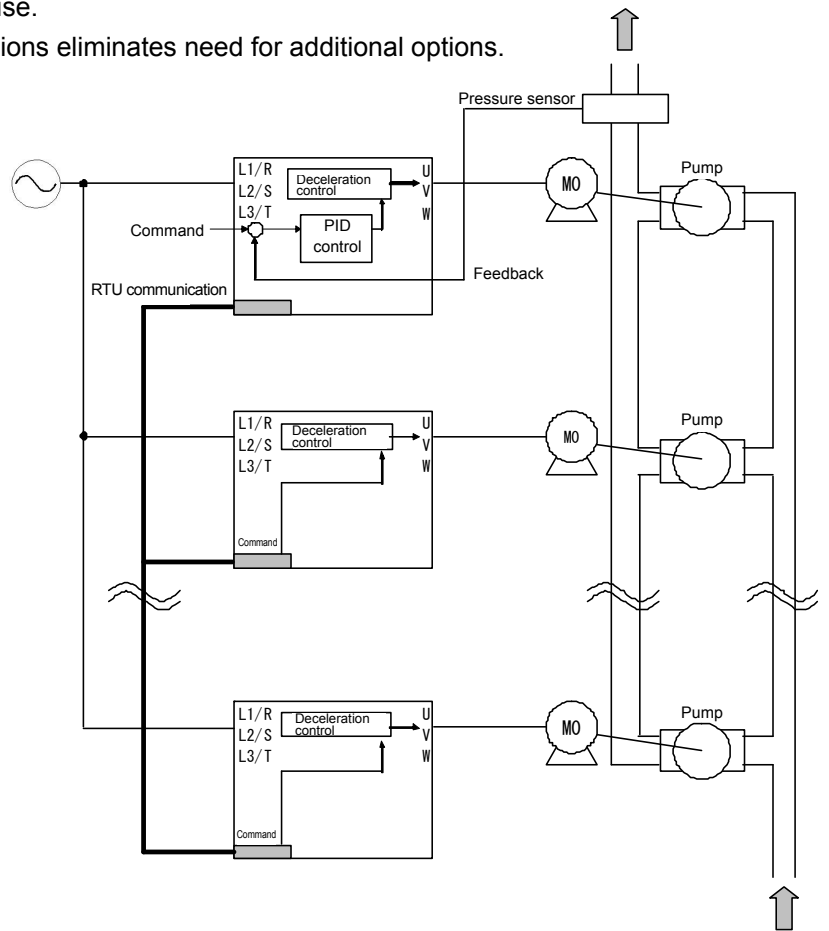 use.
tions eliminates need for additional options.
Pressure sensor
L1/R
L2/S
L3/T
Deceleration
control
U
V
W
MO
Pump
Command
PID
control
Feedback
RTU communication
L1/R
L2/S
L3/T
Deceleration
control
U
V
W
MO
Pump
Command
L1/R
L2/S
L3/T
Deceleration
control
U
V
W
MO
Pump
Command